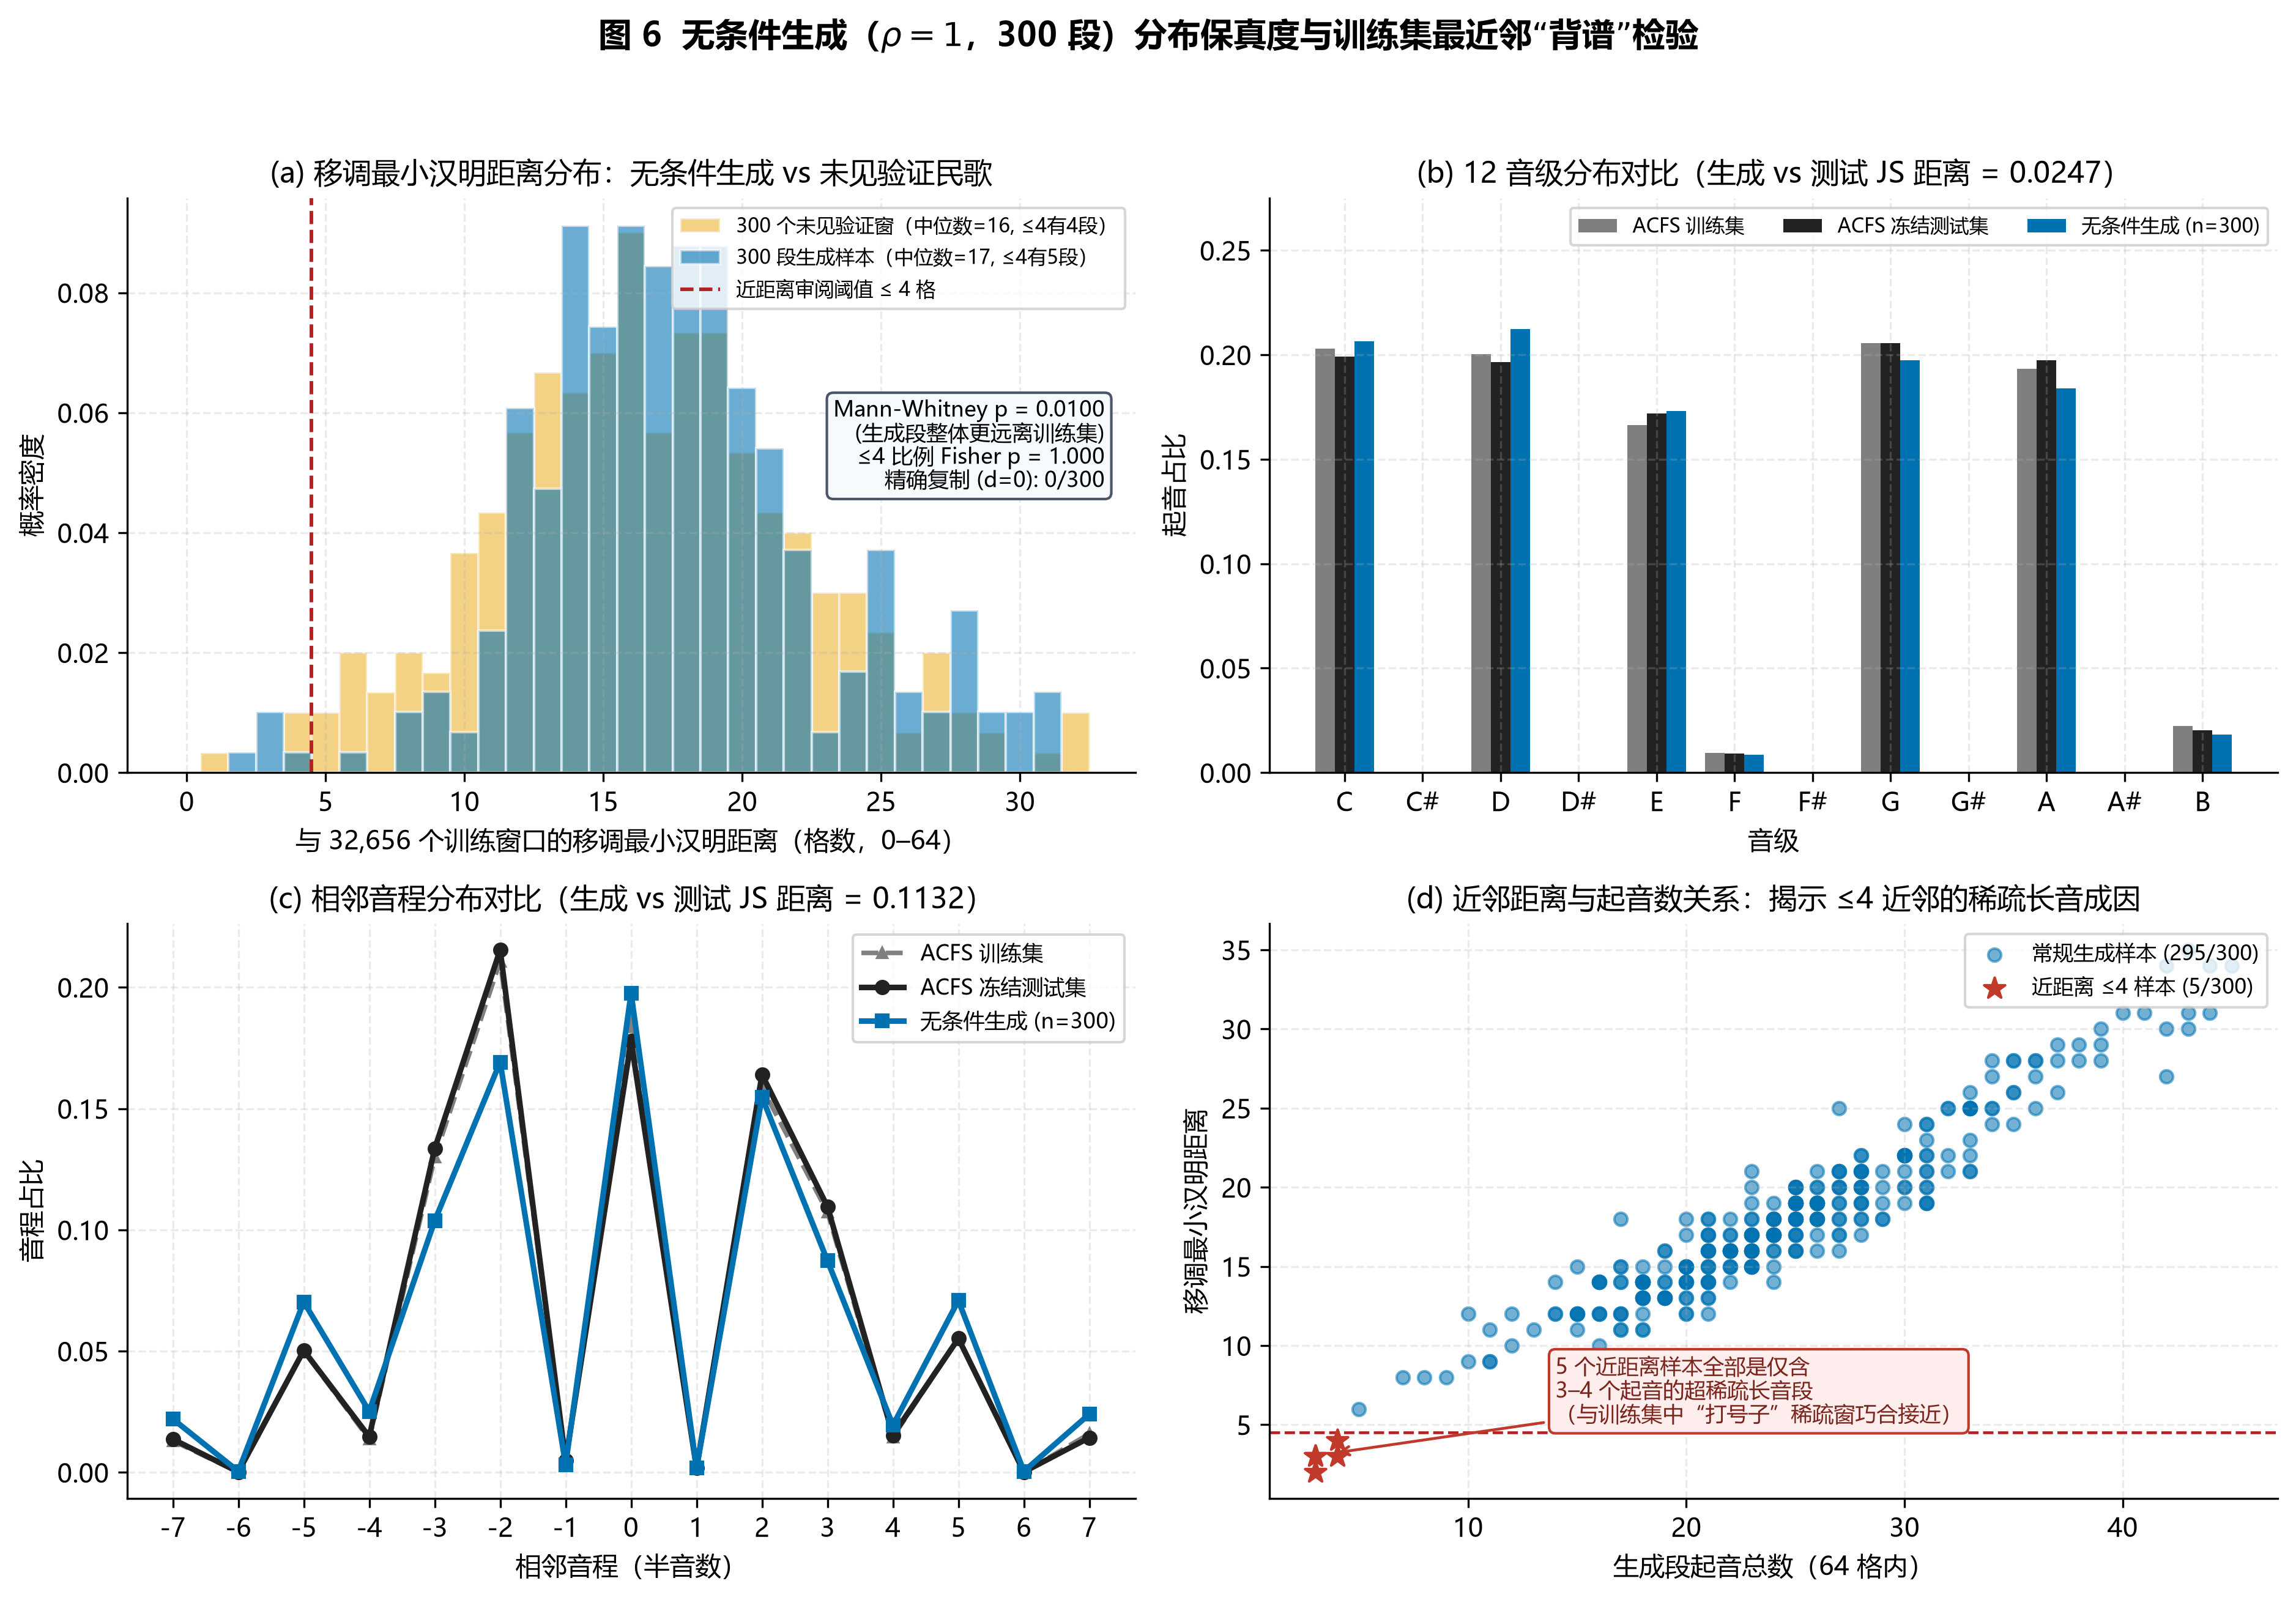 图 6 无条件生成（ρ = 1，300 段）分布保真度与训练集最近邻“背谱”检验
(a) 移调最小汉明距离分布：无条件生成 vs 未见验证民歌
300 个未见验证窗（中位数=16, ≤4有4段）
300 段生成样本（中位数=17, ≤4有5段）
近距离审阅阈值 ≤ 4 格
Mann-Whitney p = 0.0100
(生成段整体更远离训练集)
≤4 比例 Fisher p = 1.000
精确复制 (d=0): 0/300
概率密度
0.08
0.06
0.04
0.02
0.00
0 5 10 15 20 25 30
与 32,656 个训练窗口的移调最小汉明距离（格数，0–64）
(b) 12 音级分布对比（生成 vs 测试 JS 距离 = 0.0247）
ACFS 训练集 ACFS 冻结测试集 无条件生成 (n=300)
起音占比
0.25
0.20
0.15
0.10
0.05
0.00
C C# D D# E F F# G G# A A# B
音级
(c) 相邻音程分布对比（生成 vs 测试 JS 距离 = 0.1132）
ACFS 训练集
ACFS 冻结测试集
无条件生成 (n=300)
音程占比
0.20
0.15
0.10
0.05
0.00
-7 -6 -5 -4 -3 -2 -1 0 1 2 3 4 5 6 7
相邻音程（半音数）
(d) 近邻距离与起音数关系：揭示 ≤4 近邻的稀疏长音成因
常规生成样本 (295/300)
近距离 ≤4 样本 (5/300)
5 个近距离样本全部是仅含
3–4 个起音的超稀疏长音段
（与训练集中“打号子”稀疏窗巧合接近）
移调最小汉明距离
35
30
25
20
15
10
5
10 20 30 40
生成段起音总数（64 格内）